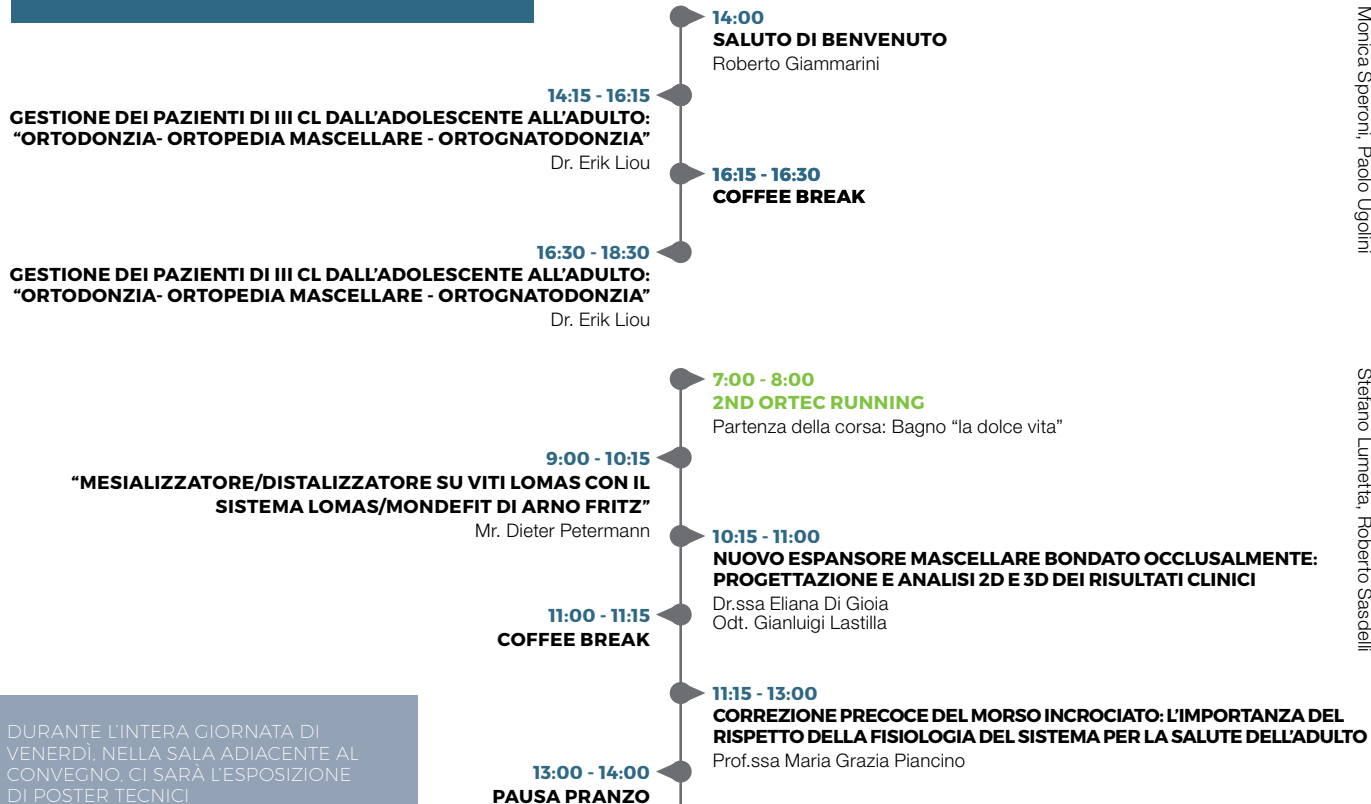 14:00
SALUTO DI BENVENUTO
Roberto Giammarini
14:15 - 16:15
GESTIONE DEI PAZIENTI DI III CL DALL'ADOLESCENTE ALL'ADULTO:
“ORTODONZIA- ORTOPEDIA MASCELLARE - ORTOGNATODONZIA”
Dr. Erik Liou
16:15 - 16:30
COFFEE BREAK
16:30 - 18:30
GESTIONE DEI PAZIENTI DI III CL DALL'ADOLESCENTE ALL'ADULTO:
“ORTODONZIA- ORTOPEDIA MASCELLARE - ORTOGNATODONZIA”
Dr. Erik Liou
7:00 - 8:00
2ND ORTEC RUNNING
Partenza della corsa: Bagno “la dolce vita”
9:00 - 10:15
“MESIALIZZATORE/DISTALIZZATORE SU VITI LOMAS CON IL
SISTEMA LOMAS/MONDEFIT DI ARNO FRITZ”
Mr. Dieter Petermann
10:15 - 11:00
NUOVO ESPANSORE MASCELLARE BONDATO OCCLUSALMENTE:
PROGETTAZIONE E ANALISI 2D E 3D DEI RISULTATI CLINICI
Dr.ssa Eliana Di Gioia
Odt. Gianluigi Lastilla
11:00 - 11:15
COFFEE BREAK
11:15 - 13:00
CORREZIONE PRECOCE DEL MORSO INCROCIATO: L'IMPORTANZA DEL
RISPETTO DELLA FISIOLOGIA DEL SISTEMA PER LA SALUTE DELL'ADULTO
Prof.ssa Maria Grazia Piancino
13:00 - 14:00
PAUSA PRANZO
DURANTE L'INTERA GIORNATA DI
VENERDÌ, NELLA SALA ADIACENTE AL
CONVEGNO, CI SARÀ L'ESPOSIZIONE
DI POSTER TECNICI
Monica Speroni, Paolo Ugolini
Stefano Lumetta, Roberto Sasdelli